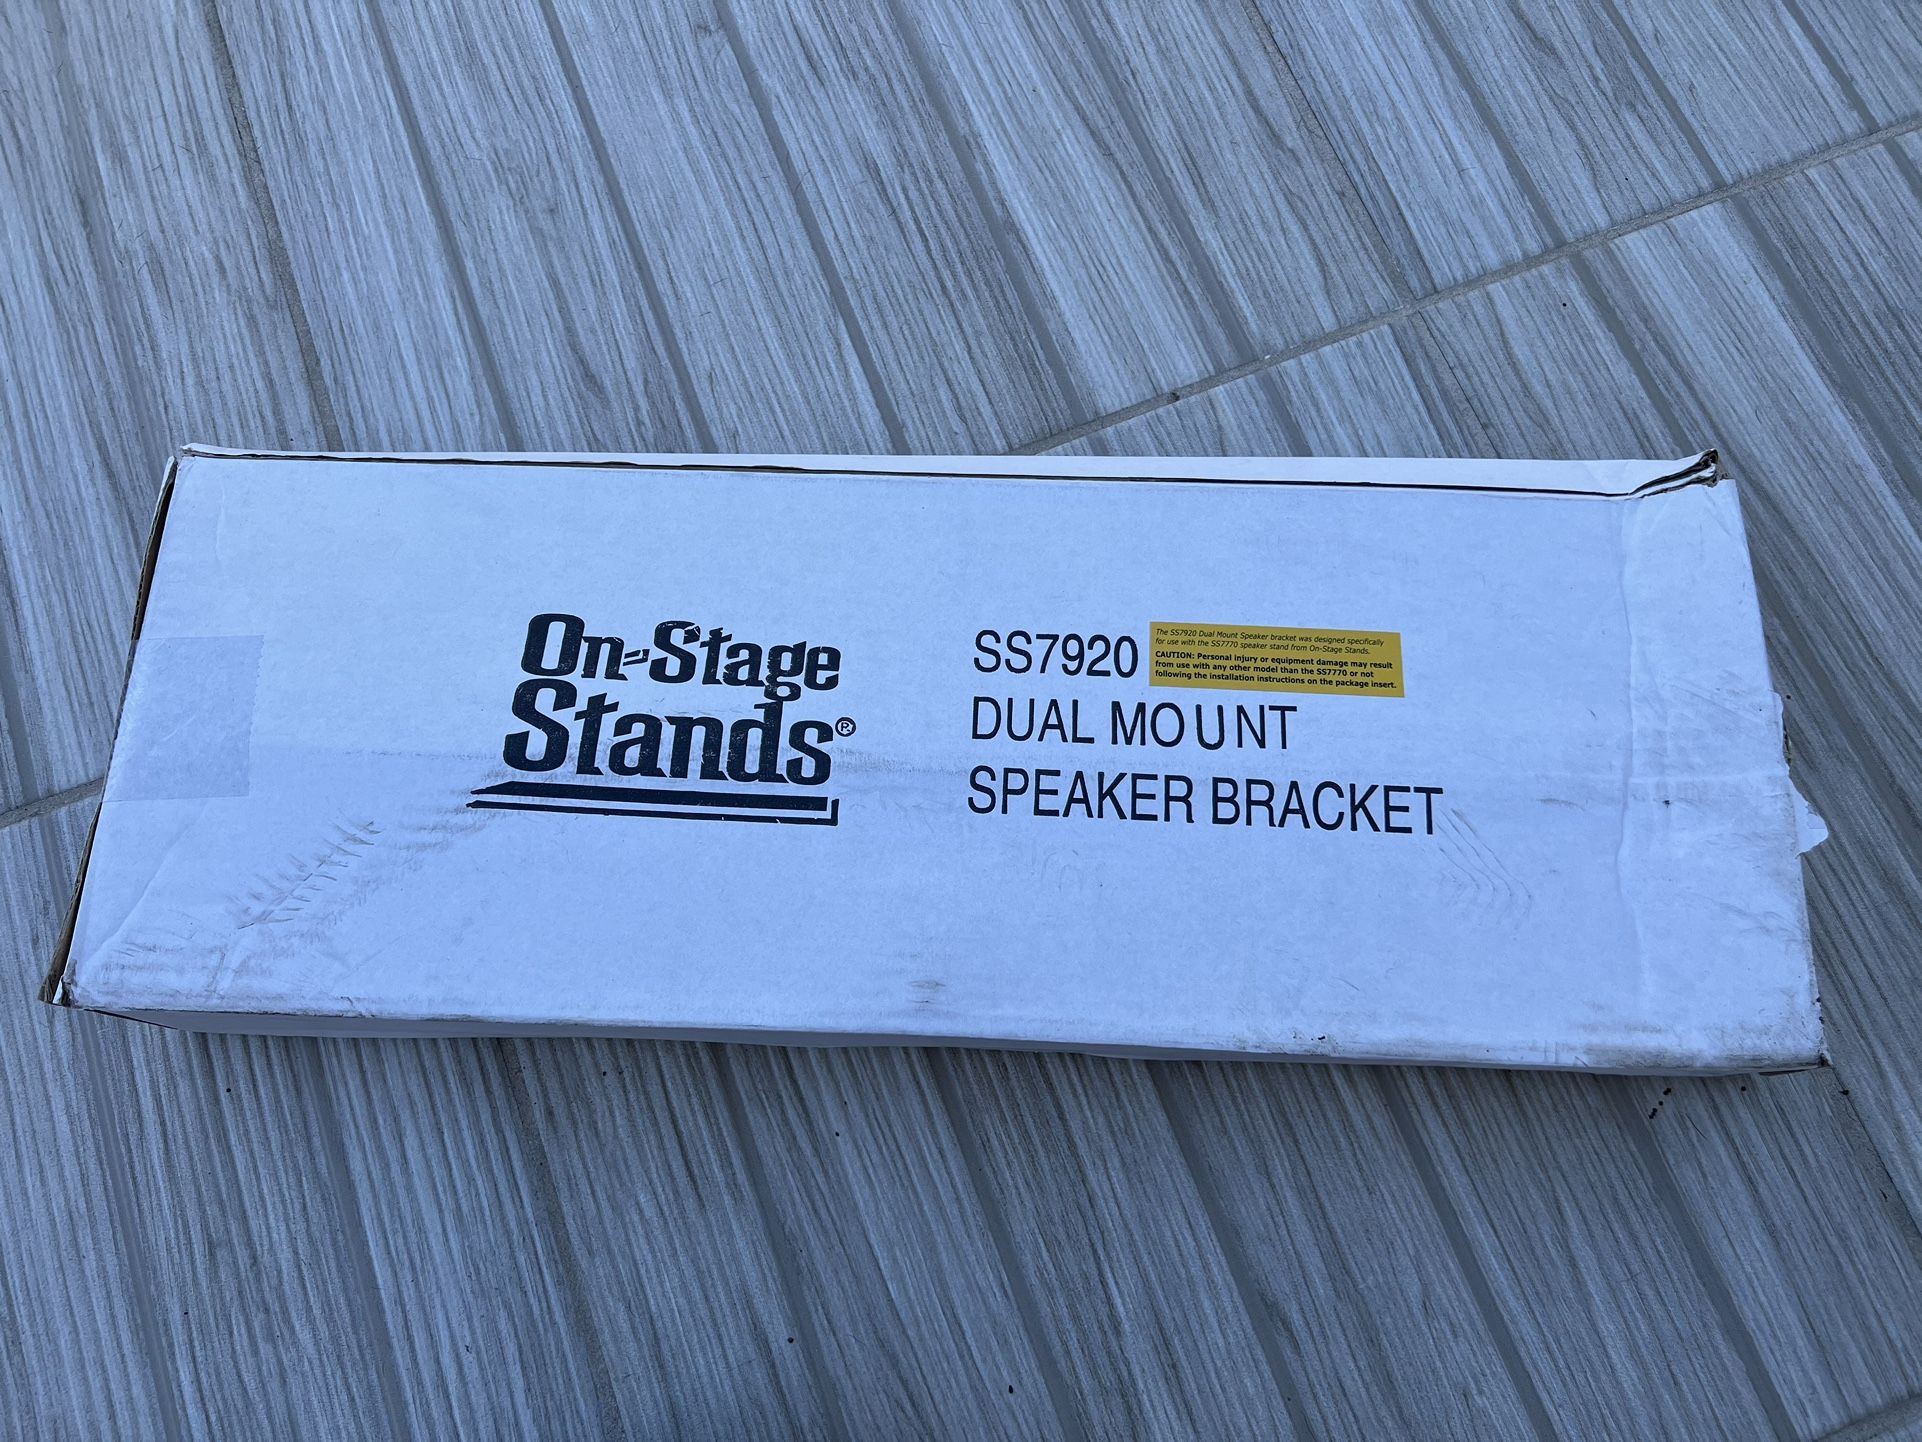 On-Stage
Stands®
SS7920
The SS7920 Dual Mount Speaker bracket was designed specifically
for use with the SS7770 speaker stand from On-Stage Stands.
CAUTION: Personal injury or equipment damage may result
from use with any other model than the SS7770 or not
following the installation instructions on the package insert.
DUAL MOUNT
SPEAKER BRACKET